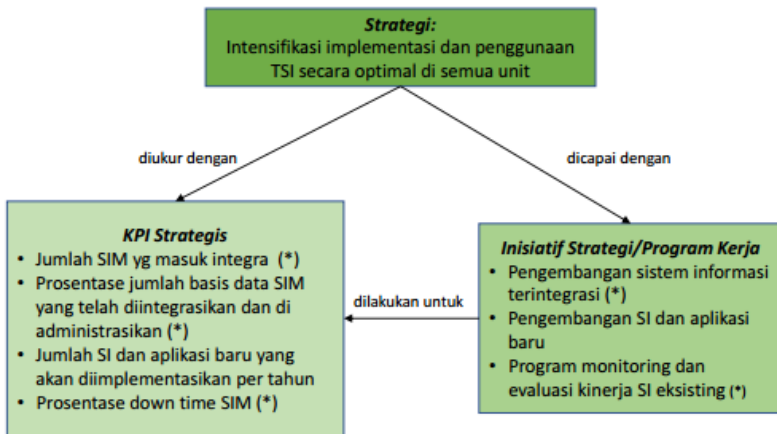 Strategi:
Intensifikasi implementasi dan penggunaan
TSI secara optimal di semua unit
diukur dengan
dicapai dengan
KPI Strategis
• Jumlah SIM yg masuk integra (*)
• Prosentase jumlah basis data SIM
yang telah diintegrasikan dan di
administrasikan (*)
• Jumlah SI dan aplikasi baru yang
akan diimplementasikan per tahun
• Prosentase down time SIM (*)
dilakukan untuk
Inisiatif Strategi/Program Kerja
• Pengembangan sistem informasi
terintegrasi (*)
• Pengembangan SI dan aplikasi
baru
• Program monitoring dan
evaluasi kinerja SI eksisting (*)